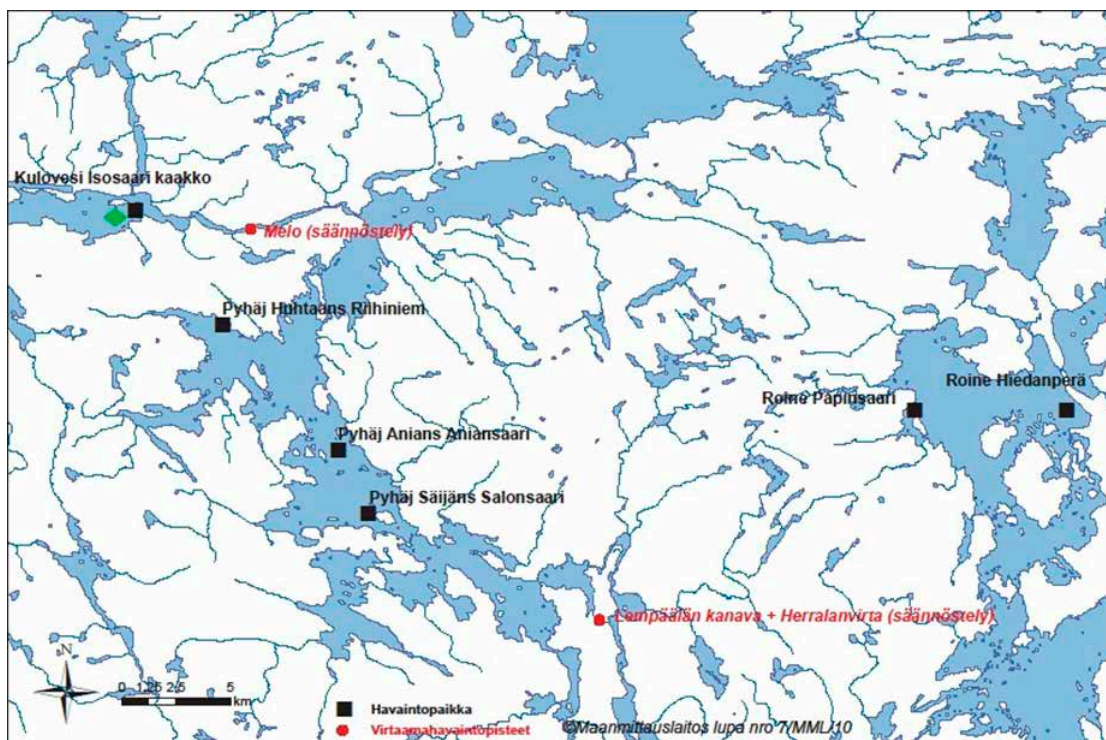 Kulovesi Isosaari kaakko
Melo (säännöstely)
Pyhäj Huhtaans Riihiniem
Roine Hiedanperä
Roine Papinsaari
Pyhäj Anians Aniansaari
Pyhäj Säijäns Salonsaari
Lempäälän kanava + Herralanvirta (säännöstely)
N
0 1,25 2,5 5
km
Havaintopaikka
Virtaamahavaintopisteet
©Maanmittauslaitos lupa nro 7/MML/10